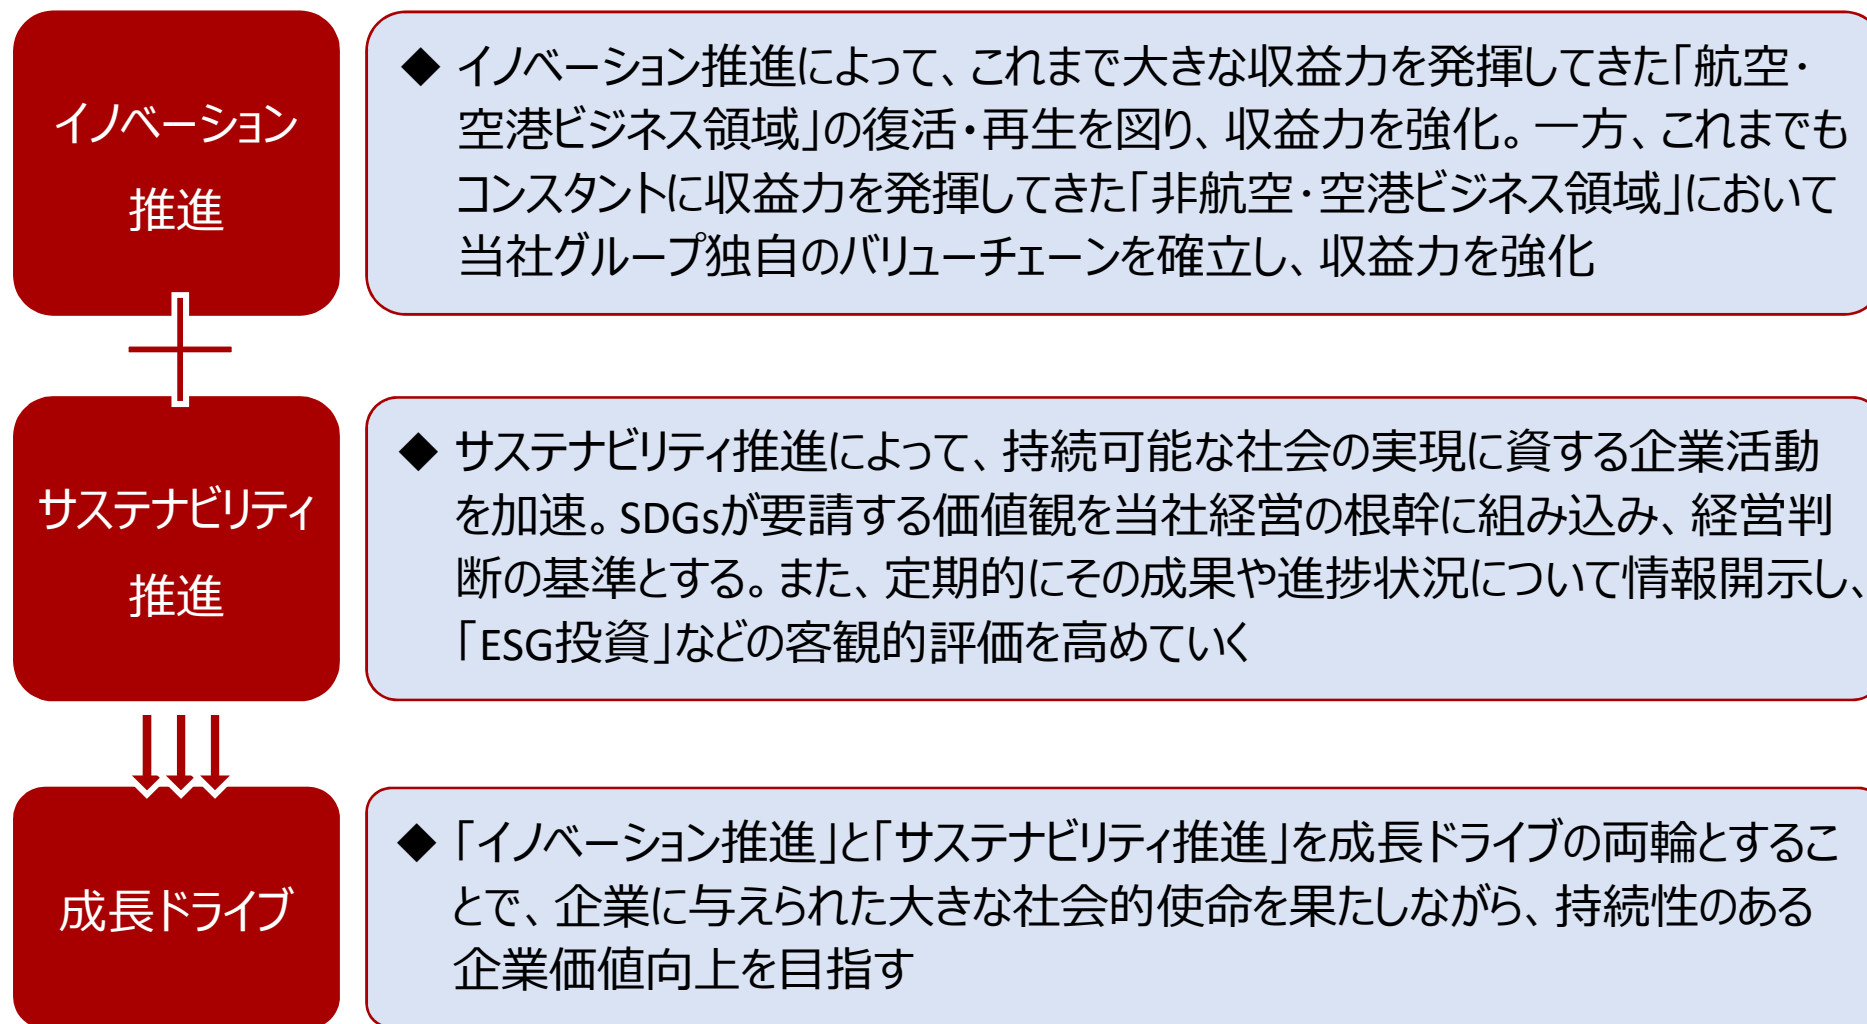 イノベーション
推進
◆ イノベーション推進によって、これまで大きな収益力を発揮してきた「航空・
空港ビジネス領域」の復活・再生を図り、収益力を強化。一方、これまでも
コンスタントに収益力を発揮してきた「非航空・空港ビジネス領域」において
当社グループ独自のバリューチェーンを確立し、収益力を強化
サステナビリティ
推進
◆ サステナビリティ推進によって、持続可能な社会の実現に資する企業活動
を加速。SDGsが要請する価値観を当社経営の根幹に組み込み、経営判
断の基準とする。また、定期的にその成果や進捗状況について情報開示し、
「ESG投資」などの客観的評価を高めていく
成長ドライブ
◆ 「イノベーション推進」と「サステナビリティ推進」を成長ドライブの両輪とするこ
とで、企業に与えられた大きな社会的使命を果たしながら、持続性のある
企業価値向上を目指す